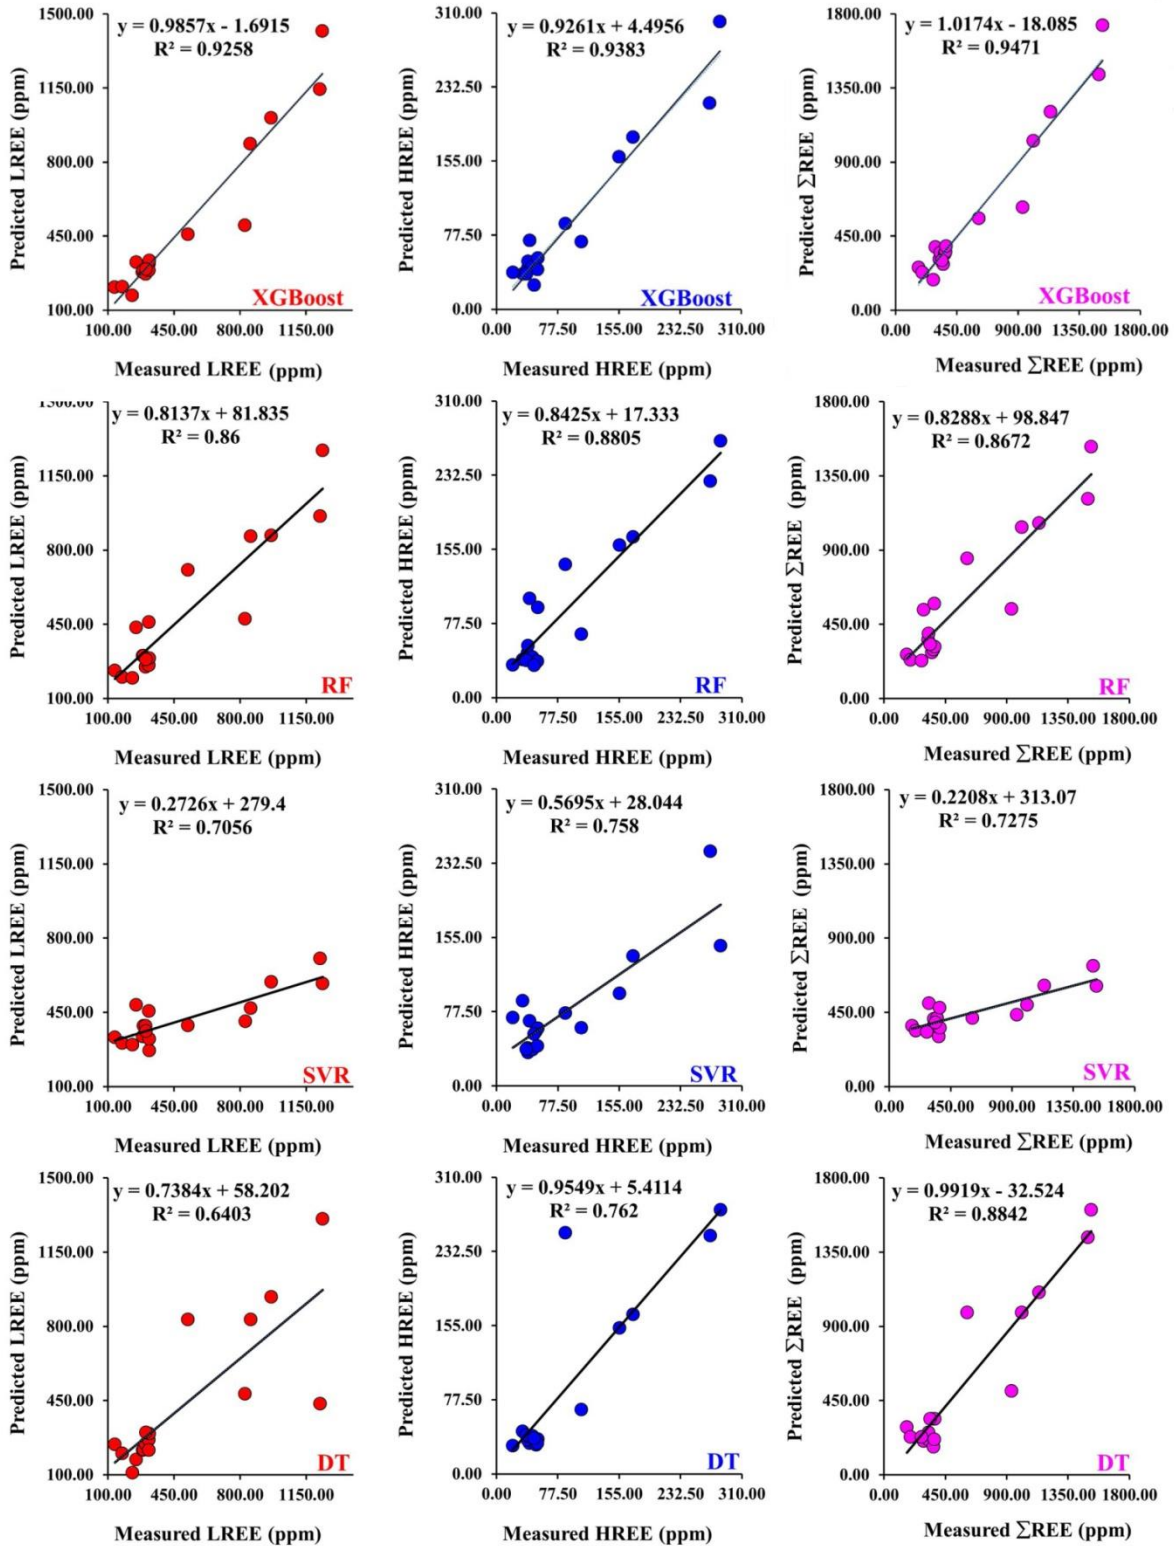 y = 0.9857x - 1.6915
R² = 0.9258
1500.00
1150.00
800.00
450.00
100.00
Predicted LREE (ppm)
XGBoost
100.00 450.00 800.00 1150.00
Measured LREE (ppm)
y = 0.9261x + 4.4956
R² = 0.9383
310.00
232.50
155.00
77.50
0.00
Predicted HREE (ppm)
XGBoost
0.00 77.50 155.00 232.50 310.00
Measured HREE (ppm)
y = 1.0174x - 18.085
R² = 0.9471
1800.00
1350.00
900.00
450.00
0.00
Predicted ∑REE (ppm)
XGBoost
0.00 450.00 900.00 1350.00 1800.00
Measured ∑REE (ppm)
y = 0.8137x + 81.835
R² = 0.86
1500.00
1150.00
800.00
450.00
100.00
Predicted LREE (ppm)
RF
100.00 450.00 800.00 1150.00
Measured LREE (ppm)
y = 0.8425x + 17.333
R² = 0.8805
310.00
232.50
155.00
77.50
0.00
Predicted HREE (ppm)
RF
0.00 77.50 155.00 232.50 310.00
Measured HREE (ppm)
y = 0.8288x + 98.847
R² = 0.8672
1800.00
1350.00
900.00
450.00
0.00
Predicted ∑REE (ppm)
RF
0.00 450.00 900.00 1350.00 1800.00
Measured ∑REE (ppm)
y = 0.2726x + 279.4
R² = 0.7056
1500.00
1150.00
800.00
450.00
100.00
Predicted LREE (ppm)
SVR
100.00 450.00 800.00 1150.00
Measured LREE (ppm)
y = 0.5695x + 28.044
R² = 0.758
310.00
232.50
155.00
77.50
0.00
Predicted HREE (ppm)
SVR
0.00 77.50 155.00 232.50 310.00
Measured HREE (ppm)
y = 0.2208x + 313.07
R² = 0.7275
1800.00
1350.00
900.00
450.00
0.00
Predicted ∑REE (ppm)
SVR
0.00 450.00 900.00 1350.00 1800.00
Measured ∑REE (ppm)
y = 0.7384x + 58.202
R² = 0.6403
1500.00
1150.00
800.00
450.00
100.00
Predicted LREE (ppm)
DT
100.00 450.00 800.00 1150.00
Measured LREE (ppm)
y = 0.9549x + 5.4114
R² = 0.762
310.00
232.50
155.00
77.50
0.00
Predicted HREE (ppm)
DT
0.00 77.50 155.00 232.50 310.00
Measured HREE (ppm)
y = 0.9919x - 32.524
R² = 0.8842
1800.00
1350.00
900.00
450.00
0.00
Predicted ∑REE (ppm)
DT
0.00 450.00 900.00 1350.00 1800.00
Measured ∑REE (ppm)